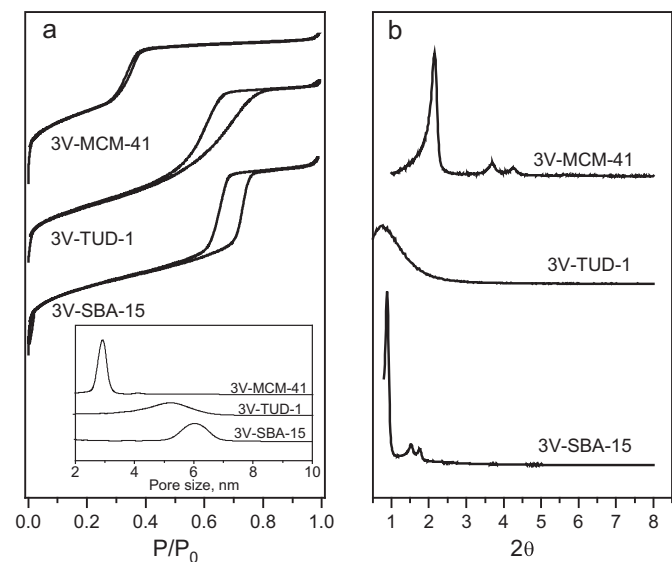 a
3V-MCM-41
3V-TUD-1
3V-SBA-15
3V-MCM-41
3V-TUD-1
3V-SBA-15
2 4 6 8 10
Pore size, nm
0.0 0.2 0.4 0.6 0.8 1.0
P/P₀
b
3V-MCM-41
3V-TUD-1
3V-SBA-15
1 2 3 4 5 6 7 8
2θ